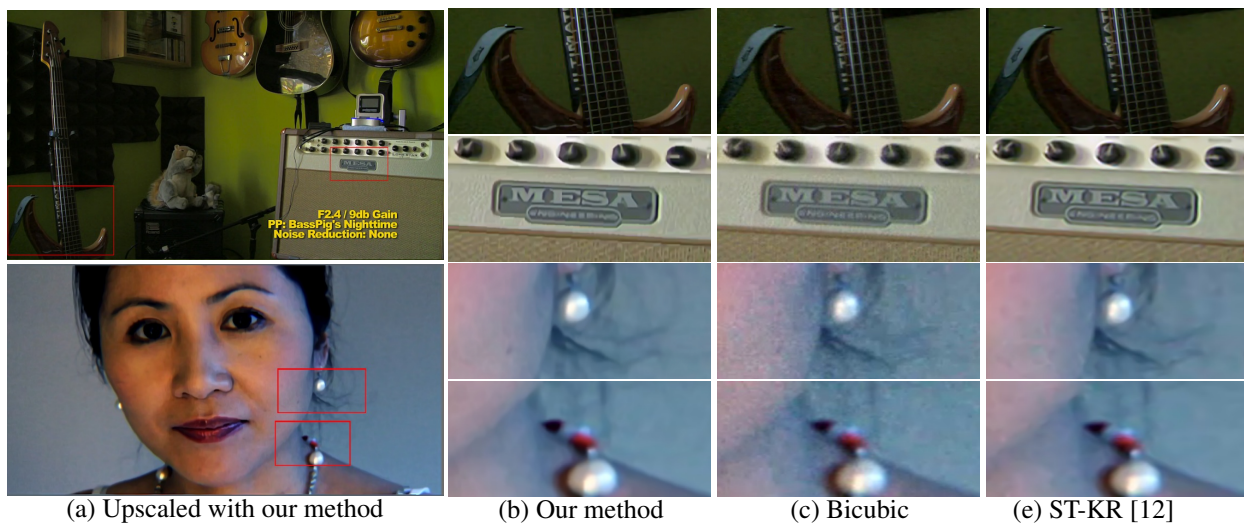 F2.4 / 9db Gain
PP: BassPig's Nighttime
Noise Reduction: None
MESA
MESA
ENGINEERING
MESA
MESA
(a) Upscaled with our method
(b) Our method
(c) Bicubic
(e) ST-KR [12]